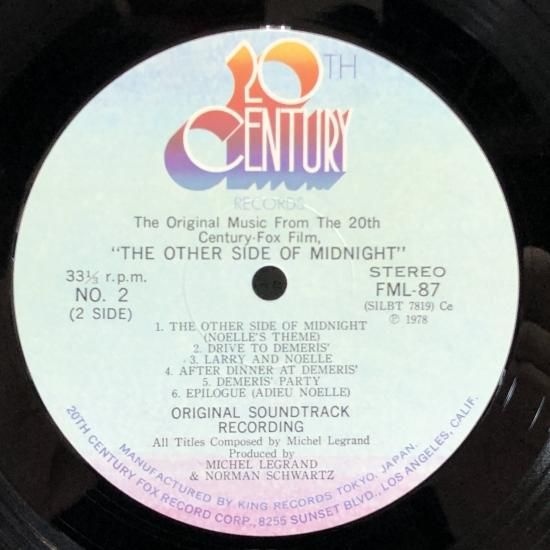 20TH
CENTURY
RECORDS
The Original Music From The 20th
Century-Fox Film,
"THE OTHER SIDE OF MIDNIGHT"
33⅓ r.p.m.
NO. 2
(2 SIDE)
STEREO
FML-87
(SILBT 7819) Ce
℗ 1978
1. THE OTHER SIDE OF MIDNIGHT
(NOELLE'S THEME)
2. DRIVE TO DEMERIS'
3. LARRY AND NOELLE
4. AFTER DINNER AT DEMERIS'
5. DEMERIS' PARTY
6. EPILOGUE (ADIEU NOELLE)
ORIGINAL SOUNDTRACK
RECORDING
All Titles Composed by Michel Legrand
Produced by
MICHEL LEGRAND
& NORMAN SCHWARTZ
MANUFACTURED BY KING RECORDS TOKYO, JAPAN.
20TH CENTURY FOX RECORD CORP., 8255 SUNSET BLVD., LOS ANGELES, CALIF.